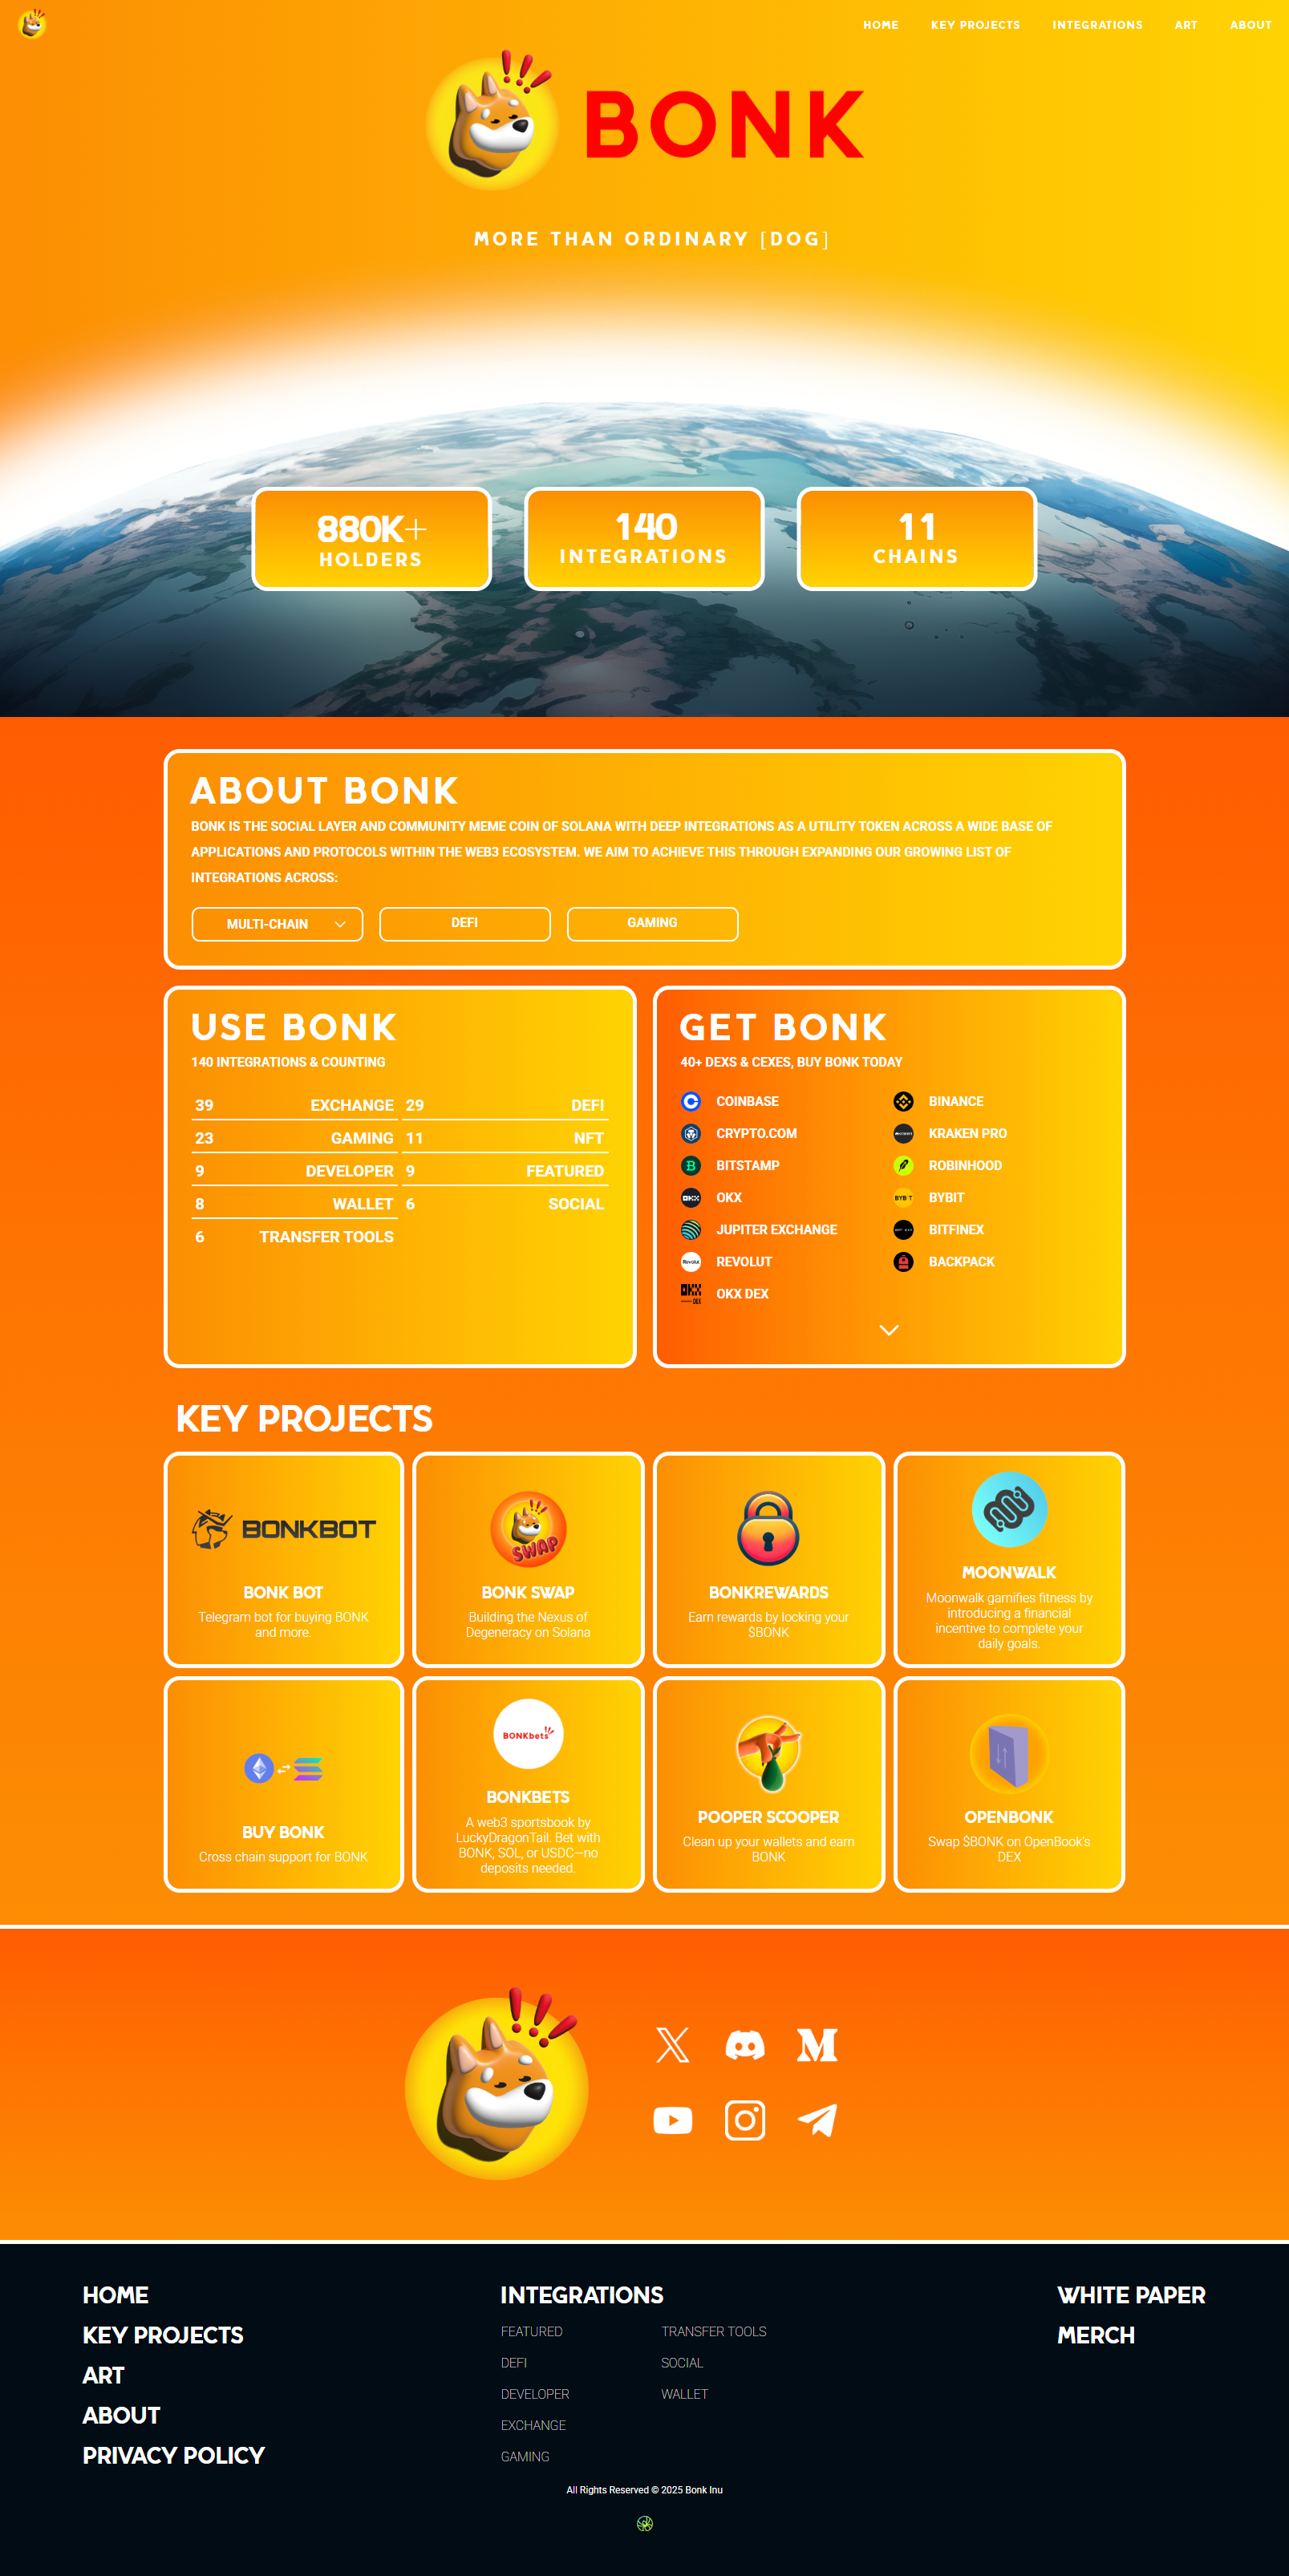 HOME KEY PROJECTS INTEGRATIONS ART ABOUT
BONK
MORE THAN ORDINARY [DOG]
880K+
HOLDERS
140
INTEGRATIONS
11
CHAINS
ABOUT BONK
BONK IS THE SOCIAL LAYER AND COMMUNITY MEME COIN OF SOLANA WITH DEEP INTEGRATIONS AS A UTILITY TOKEN ACROSS A WIDE BASE OF
APPLICATIONS AND PROTOCOLS WITHIN THE WEB3 ECOSYSTEM. WE AIM TO ACHIEVE THIS THROUGH EXPANDING OUR GROWING LIST OF
INTEGRATIONS ACROSS:
MULTI-CHAIN DEFI GAMING
USE BONK
140 INTEGRATIONS & COUNTING
39 EXCHANGE 29 DEFI
23 GAMING 11 NFT
9 DEVELOPER 9 FEATURED
8 WALLET 6 SOCIAL
6 TRANSFER TOOLS
GET BONK
40+ DEXS & CEXES, BUY BONK TODAY
COINBASE BINANCE
CRYPTO.COM KRAKEN PRO
BITSTAMP ROBINHOOD
OKX OKX BYBIT BYBIT
JUPITER EXCHANGE BITFINEX
Revolut REVOLUT BACKPACK
OKX DEX OKX DEX
KEY PROJECTS
BONKBOT
BONK BOT
Telegram bot for buying BONK
and more.
SWAP
BONK SWAP
Building the Nexus of
Degeneracy on Solana
BONKREWARDS
Earn rewards by locking your
$BONK
MOONWALK
Moonwalk gamifies fitness by
introducing a financial
incentive to complete your
daily goals.
BUY BONK
Cross chain support for BONK
BONKbets
BONKBETS
A web3 sportsbook by
LuckyDragonTail. Bet with
BONK, SOL, or USDC—no
deposits needed.
POOPER SCOOPER
Clean up your wallets and earn
BONK
OPENBONK
Swap $BONK on OpenBook's
DEX
HOME
KEY PROJECTS
ART
ABOUT
PRIVACY POLICY
INTEGRATIONS
FEATURED
DEFI
DEVELOPER
EXCHANGE
GAMING
TRANSFER TOOLS
SOCIAL
WALLET
WHITE PAPER
MERCH
All Rights Reserved © 2025 Bonk Inu